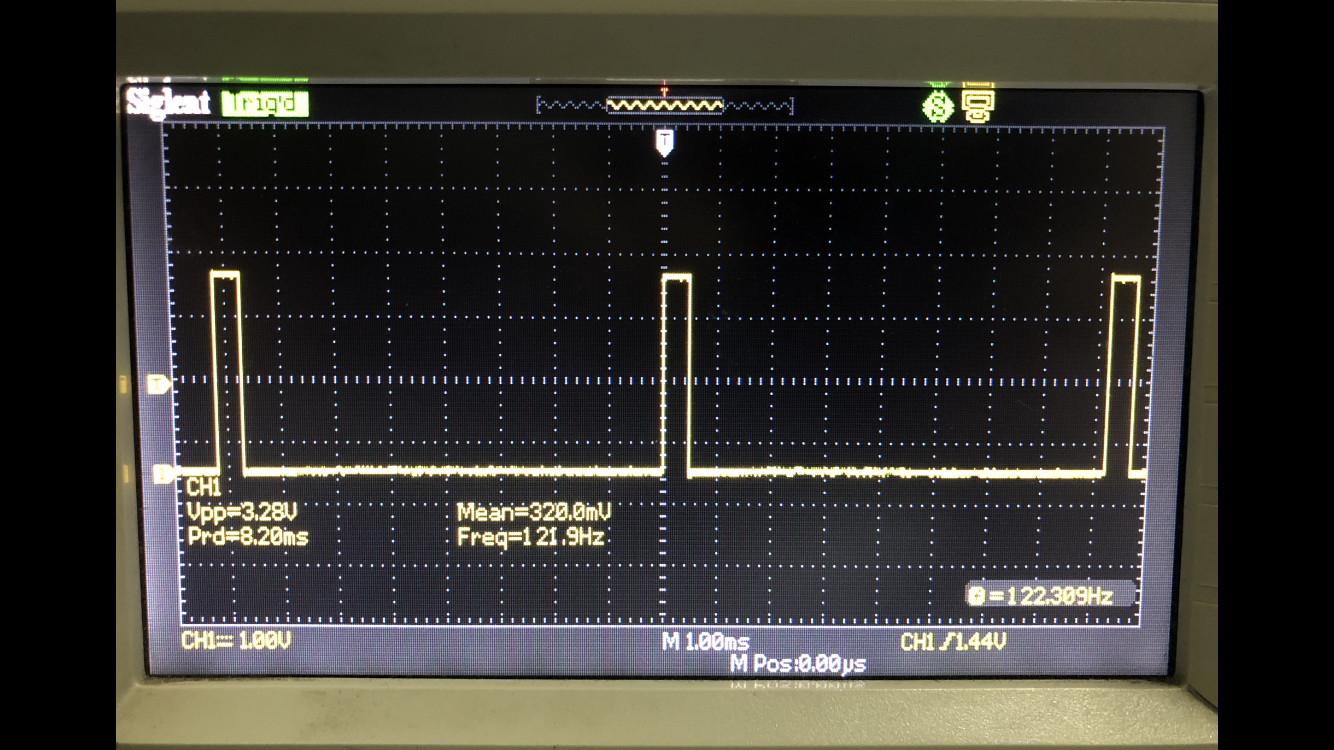 Siglent Trig'd
T
T
T
1
CH1
Vpp=3.28V Mean=320.0mV
Prd=8.20ms Freq=121.9Hz
=122.309Hz
CH1 1.00V M 1.00ms CH1 1.44V
M Pos:0.00µs